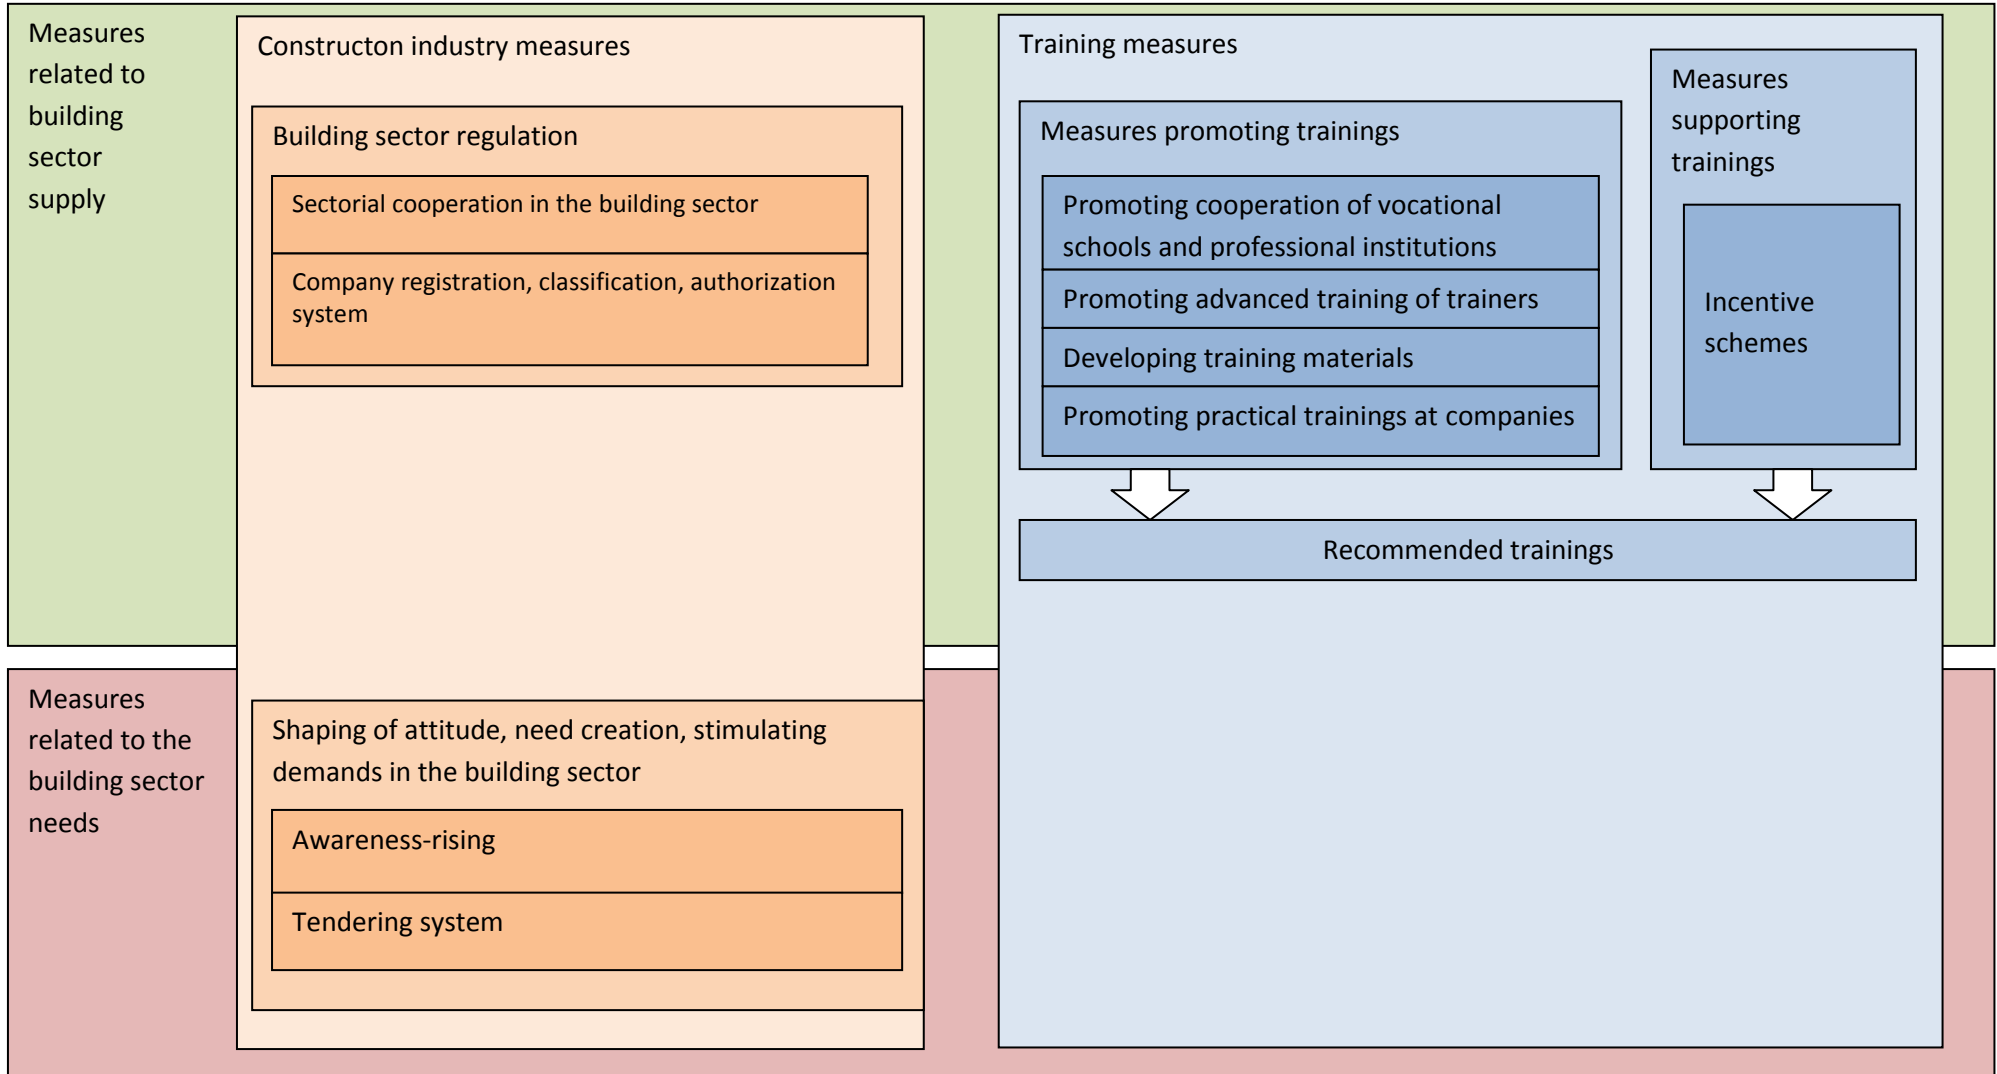 Measures
related to
building
sector
supply
Constructon industry measures
Building sector regulation
Sectorial cooperation in the building sector
Company registration, classification, authorization
system
Training measures
Measures promoting trainings
Promoting cooperation of vocational
schools and professional institutions
Promoting advanced training of trainers
Developing training materials
Promoting practical trainings at companies
Measures
supporting
trainings
Incentive
schemes
Recommended trainings
Measures
related to the
building sector
needs
Shaping of attitude, need creation, stimulating
demands in the building sector
Awareness-rising
Tendering system